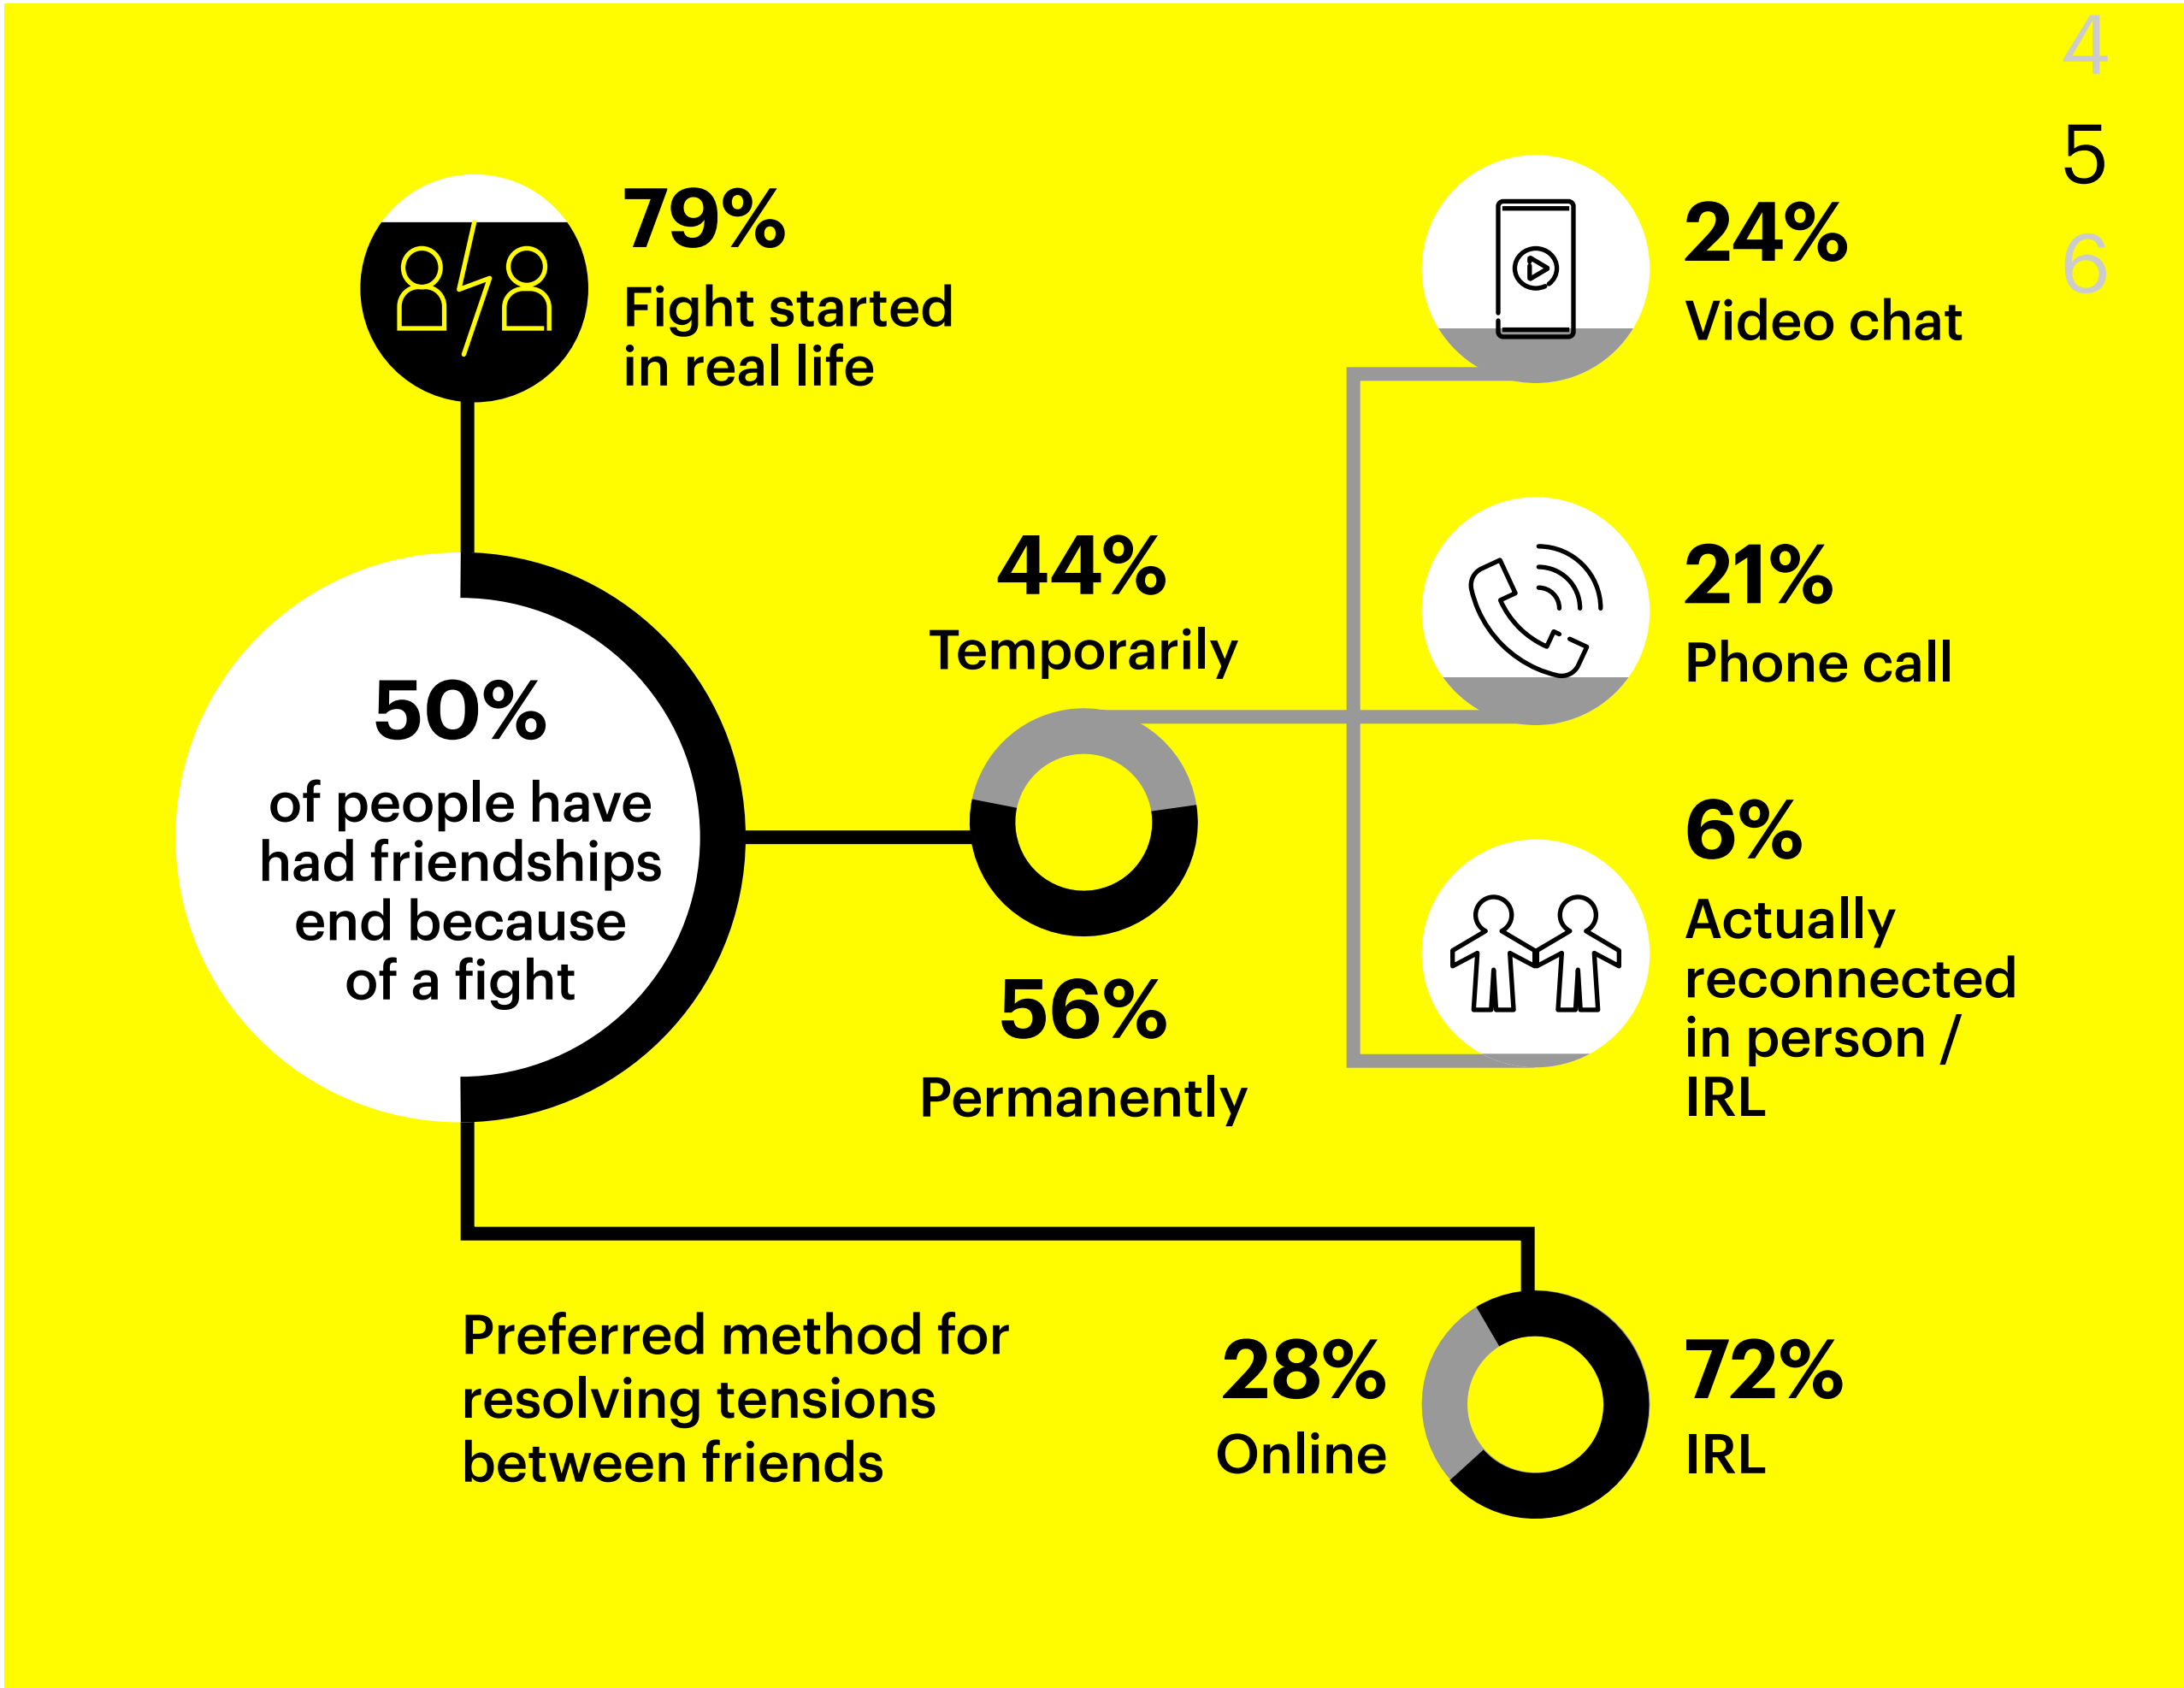 4
5
6
79%
Fight started
in real life
50%
of people have
had friendships
end because
of a fight
44%
Temporarily
56%
Permanently
24%
Video chat
21%
Phone call
6%
Actually
reconnected
in person /
IRL
Preferred method for
resolving tensions
between friends
28%
Online
72%
IRL